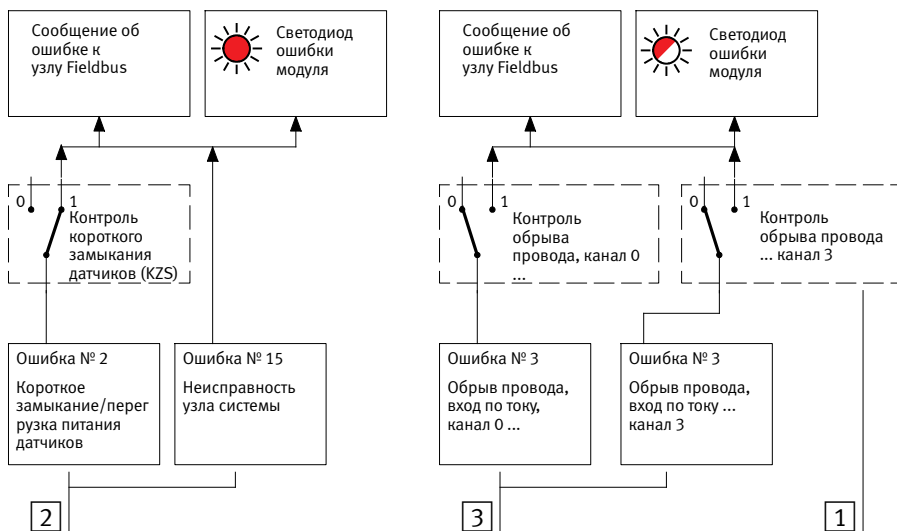 Сообщение об
ошибке к
узлу Fieldbus
Светодиод
ошибки
модуля
Сообщение об
ошибке к
узлу Fieldbus
Светодиод
ошибки
модуля
0
1
Контроль
короткого
замыкания
датчиков (KZS)
0
1
Контроль
обрыва
провода, канал 0
...
0
1
Контроль
обрыва провода
... канал 3
Ошибка № 2
Короткое
замыкание/перег
рузка питания
датчиков
Ошибка № 15
Неисправность
узла системы
Ошибка № 3
Обрыв провода,
вход по току,
канал 0 ...
Ошибка № 3
Обрыв провода,
вход по току ...
канал 3
2
3
1